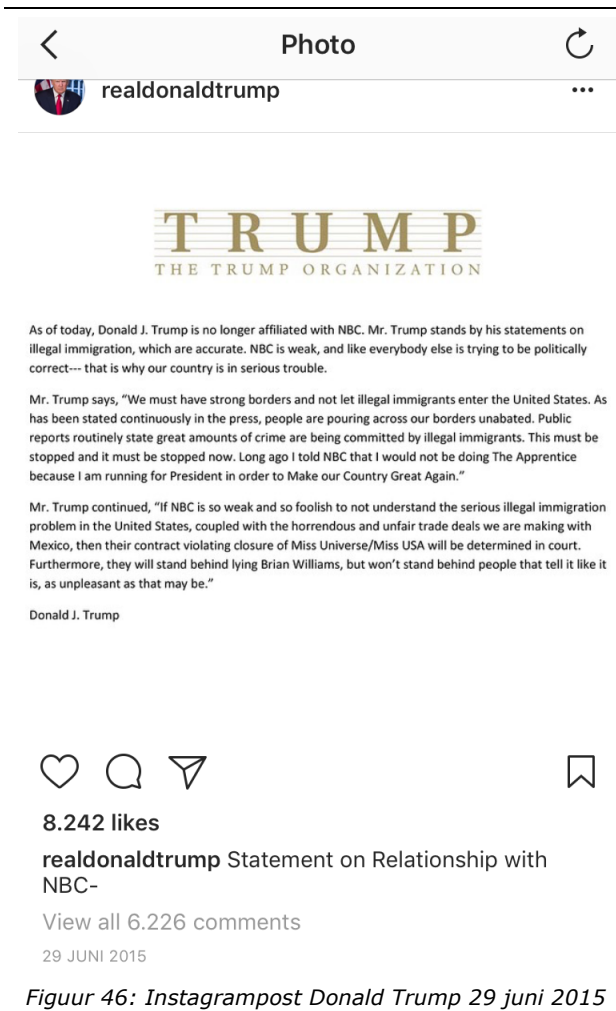 Photo
realdonaldtrump
TRUMP
THE TRUMP ORGANIZATION
As of today, Donald J. Trump is no longer affiliated with NBC. Mr. Trump stands by his statements on
illegal immigration, which are accurate. NBC is weak, and like everybody else is trying to be politically
correct--- that is why our country is in serious trouble.
Mr. Trump says, “We must have strong borders and not let illegal immigrants enter the United States. As
has been stated continuously in the press, people are pouring across our borders unabated. Public
reports routinely state great amounts of crime are being committed by illegal immigrants. This must be
stopped and it must be stopped now. Long ago I told NBC that I would not be doing The Apprentice
because I am running for President in order to Make our Country Great Again.”
Mr. Trump continued, “If NBC is so weak and so foolish to not understand the serious illegal immigration
problem in the United States, coupled with the horrendous and unfair trade deals we are making with
Mexico, then their contract violating closure of Miss Universe/Miss USA will be determined in court.
Furthermore, they will stand behind lying Brian Williams, but won’t stand behind people that tell it like it
is, as unpleasant as that may be.”
Donald J. Trump
8.242 likes
realdonaldtrump Statement on Relationship with
NBC-
View all 6.226 comments
29 JUNI 2015
Figuur 46: Instagrampost Donald Trump 29 juni 2015